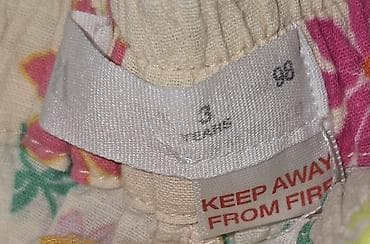 3 98
YEARS
KEEP AWAY
FROM FIRE